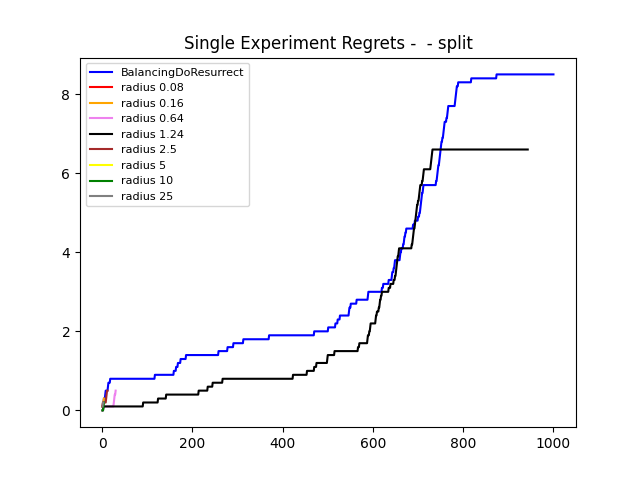 Single Experiment Regrets -  - split
BalancingDoResurrect
radius 0.08
radius 0.16
radius 0.64
radius 1.24
radius 2.5
radius 5
radius 10
radius 25
8
6
4
2
0
0 200 400 600 800 1000